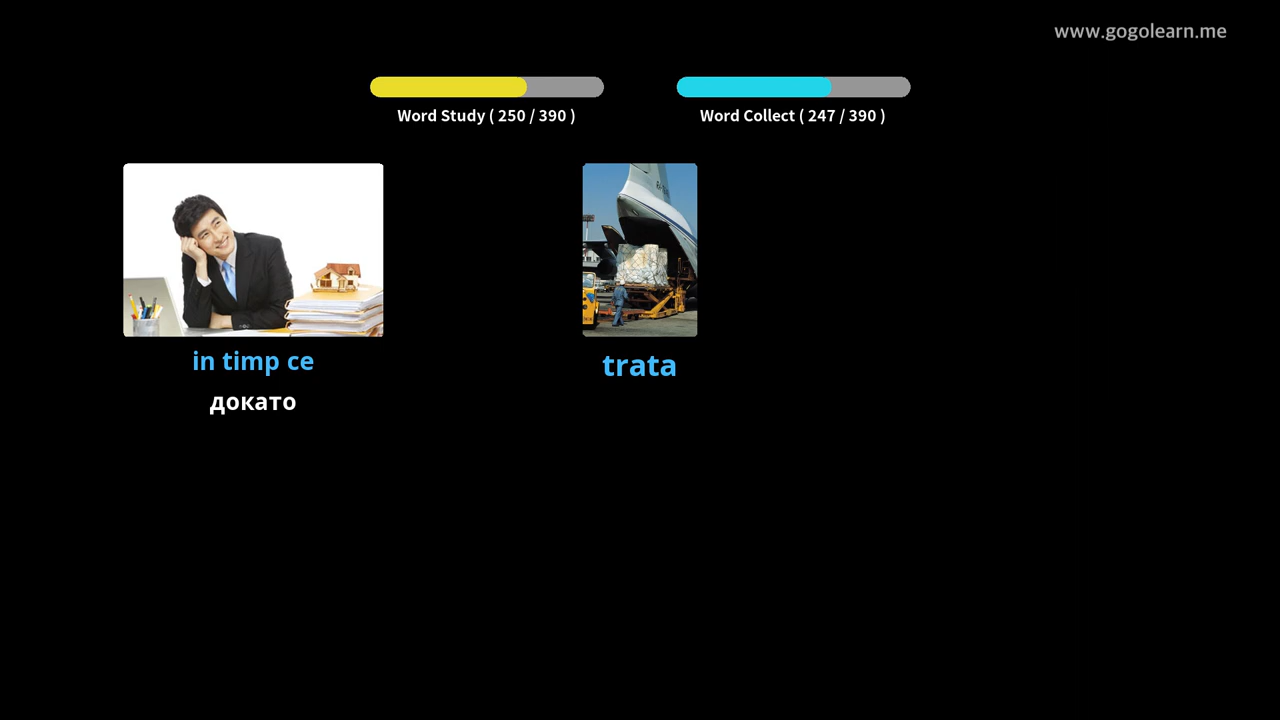 www.gogolearn.me
Word Study ( 250 / 390 )
Word Collect ( 247 / 390 )
in timp ce
trata
докато